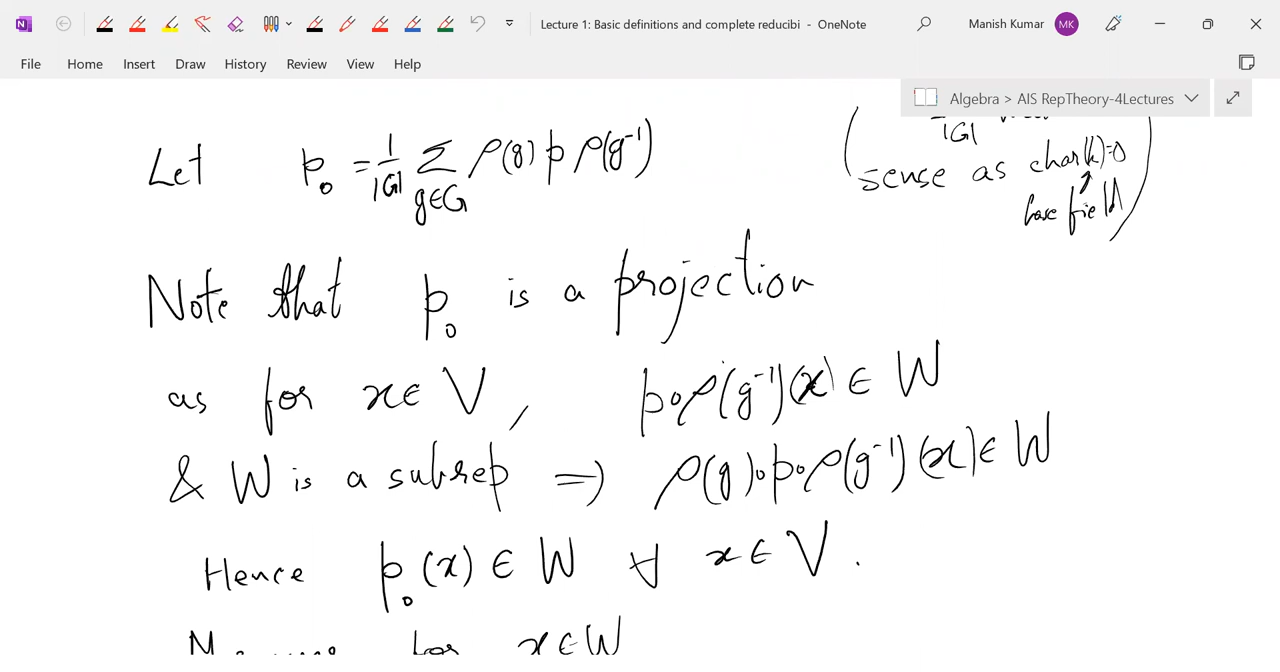 Lecture 1: Basic definitions and complete reducibi - OneNote
Manish Kumar MK
File Home Insert Draw History Review View Help
Algebra > AIS RepTheory-4Lectures
Let p₀ = 1/|G| Σ_{g∈G} ρ(g) p ρ(g⁻¹)
|G|
(sense as char(k)=0
base field)
Note that p₀ is a projection
as for x ∈ V, p∘ρ(g⁻¹)(x) ∈ W
& W is a subrep ⇒ ρ(g)∘p∘ρ(g⁻¹)(x) ∈ W
Hence p₀(x) ∈ W ∀ x ∈ V.
for x∈W